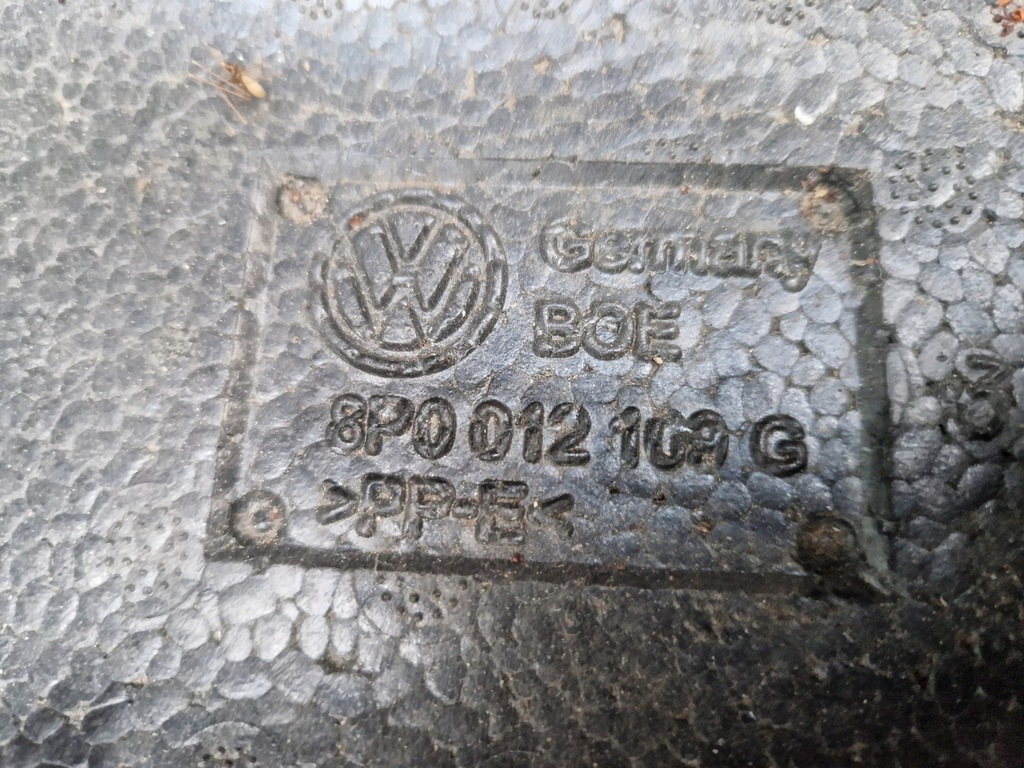 VW
Germany
BOE
8P0 012 109 G
>PP-E<